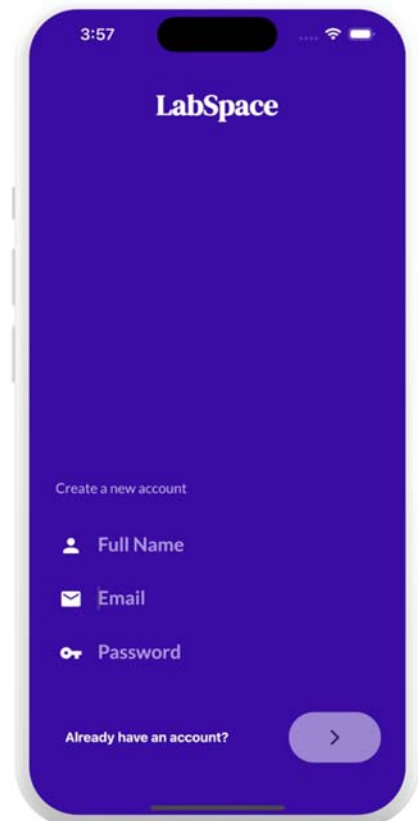 3:57
LabSpace
Create a new account
Full Name
Email
Password
Already have an account?